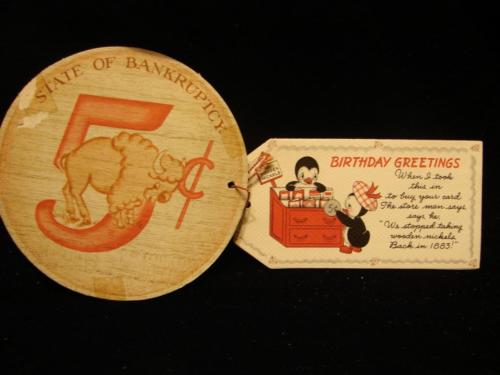 STATE OF BANKRUPTCY
5¢
BIRTHDAY GREETINGS
When I took
this in
to buy your card
The store man says
says he:
"We stopped taking
wooden nickels
Back in 1883!"